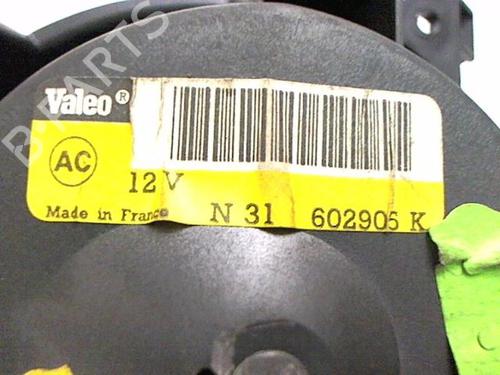 B-PARTS
Valeo®
AC
12 V
Made in France
N 31 602905 K